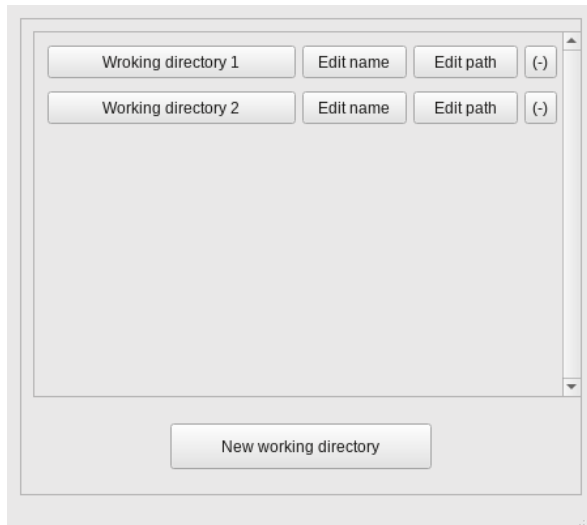 Wroking directory 1 Edit name Edit path (-)
Working directory 2 Edit name Edit path (-)
New working directory